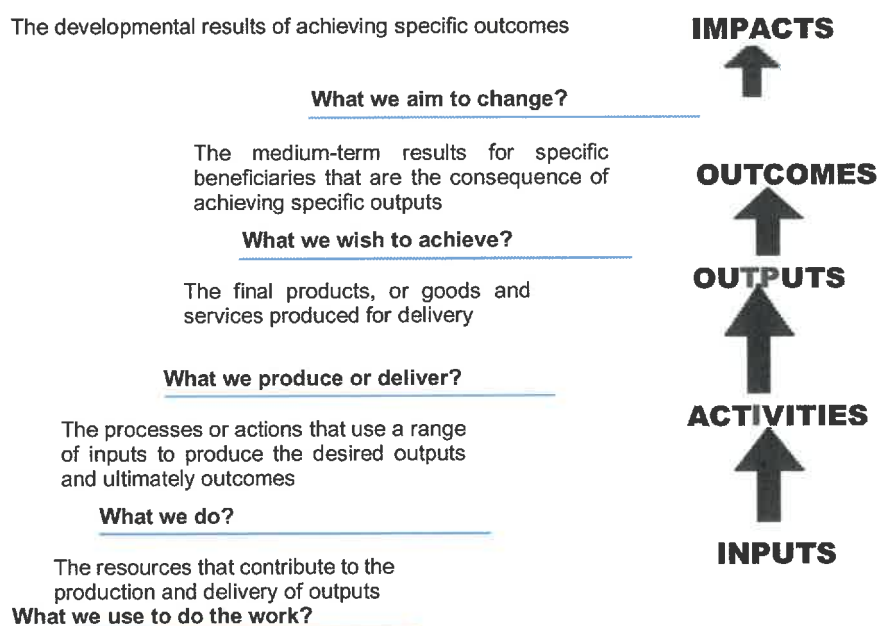 The developmental results of achieving specific outcomes
IMPACTS
What we aim to change?
The medium-term results for specific
beneficiaries that are the consequence of
achieving specific outputs
OUTCOMES
What we wish to achieve?
The final products, or goods and
services produced for delivery
OUTPUTS
What we produce or deliver?
The processes or actions that use a range
of inputs to produce the desired outputs
and ultimately outcomes
ACTIVITIES
What we do?
The resources that contribute to the
production and delivery of outputs
INPUTS
What we use to do the work?